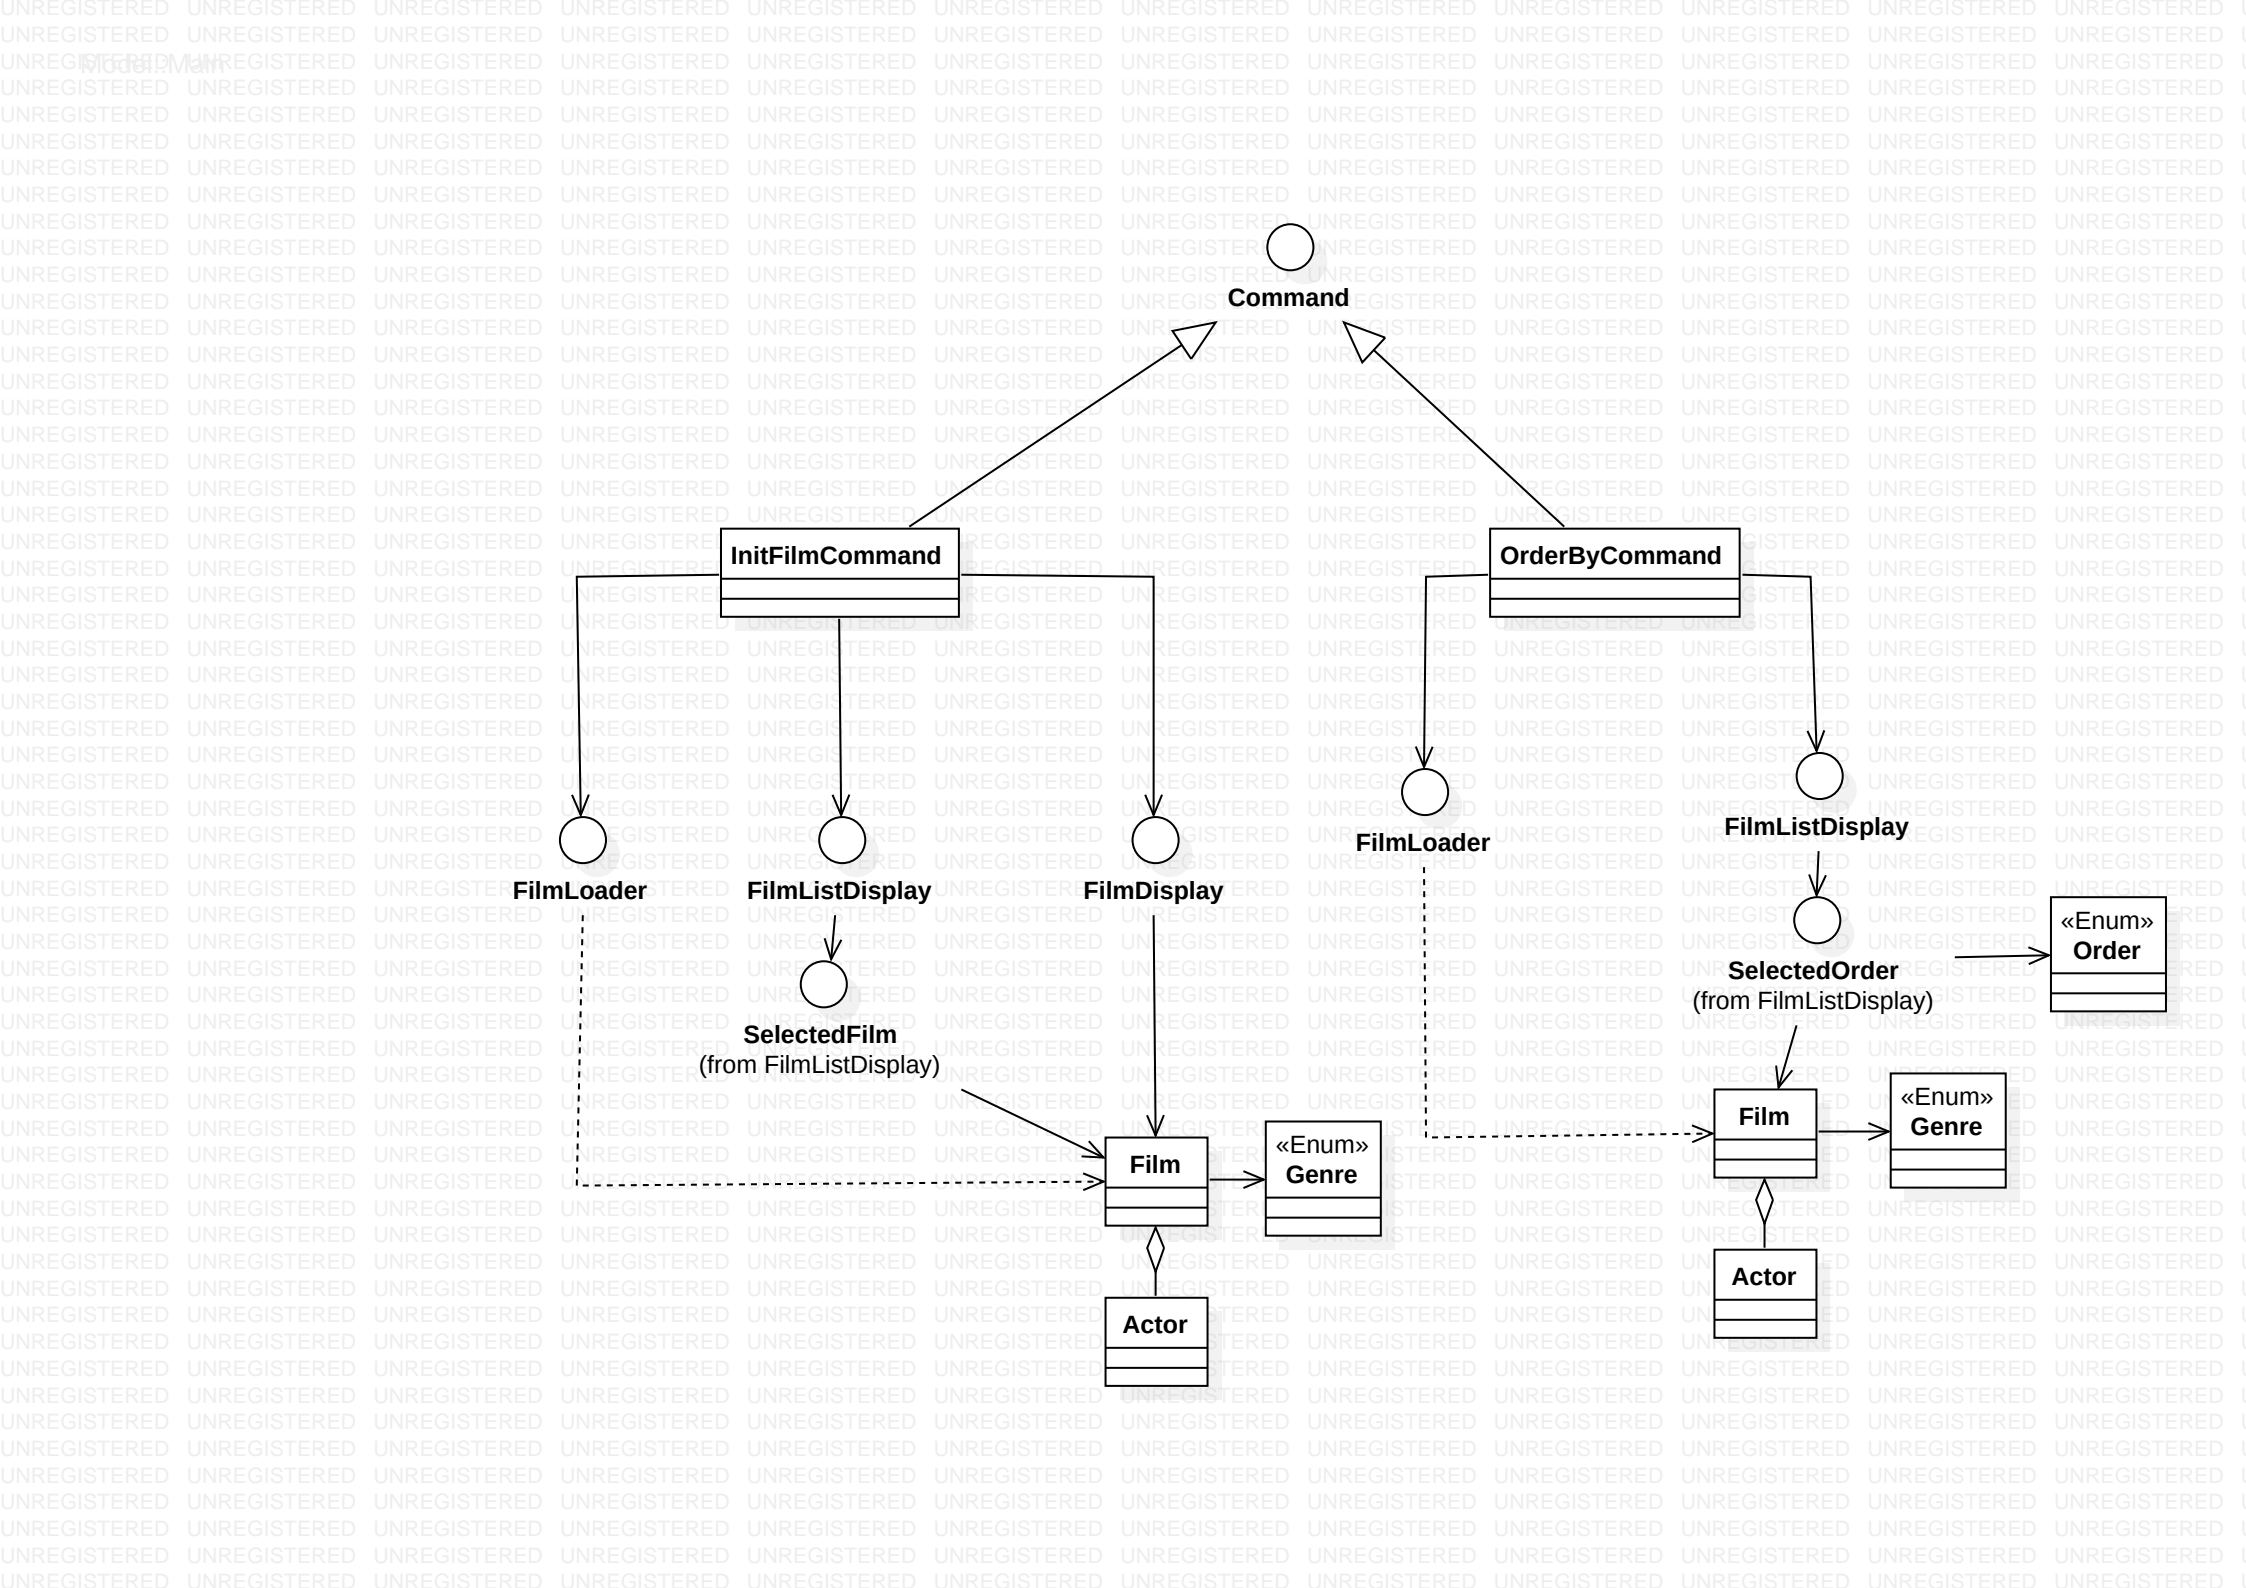 Model::Main
Command
InitFilmCommand
OrderByCommand
FilmLoader
FilmListDisplay
FilmDisplay
FilmLoader
FilmListDisplay
SelectedFilm
(from FilmListDisplay)
SelectedOrder
(from FilmListDisplay)
«Enum»
Order
Film
«Enum»
Genre
Actor
Film
«Enum»
Genre
Actor
UNREGISTERED